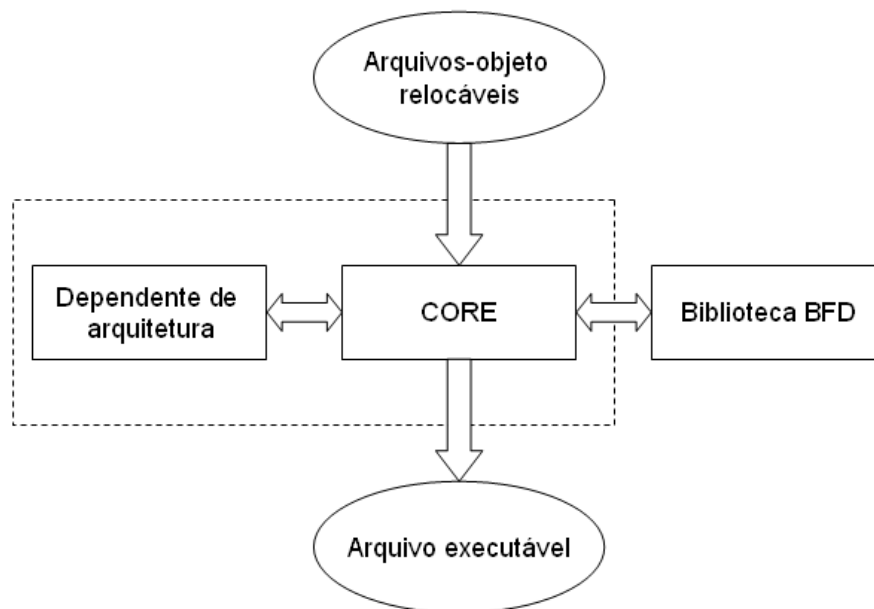 Arquivos-objeto
relocáveis
Dependente de
arquitetura
CORE
Biblioteca BFD
Arquivo executável